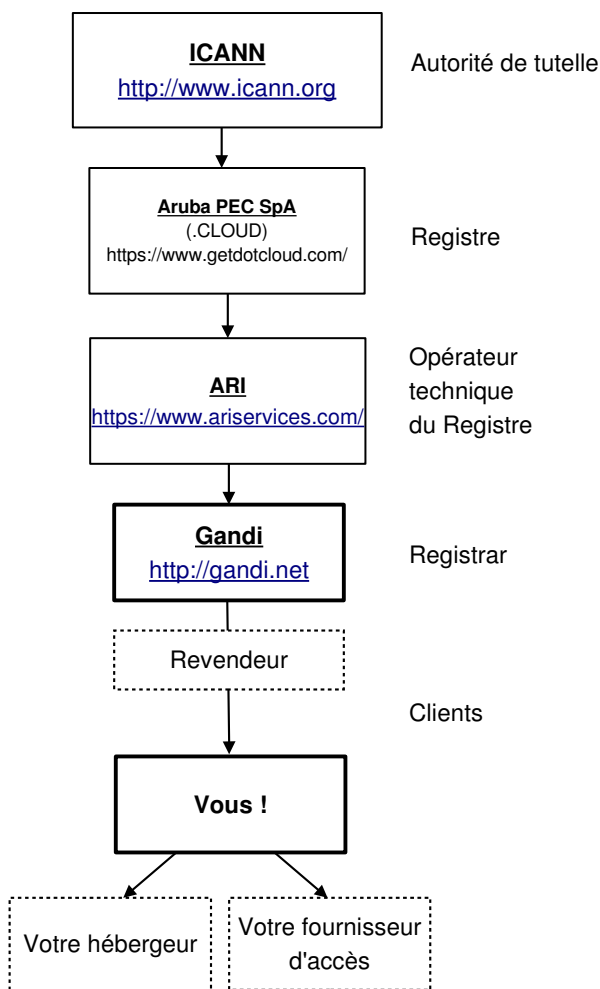 ICANN
http://www.icann.org
Autorité de tutelle
Aruba PEC SpA
(.CLOUD)
https://www.getdotcloud.com/
Registre
ARI
https://www.ariservices.com/
Opérateur
technique
du Registre
Gandi
http://gandi.net
Registrar
Revendeur
Clients
Vous !
Votre hébergeur
Votre fournisseur
d'accès